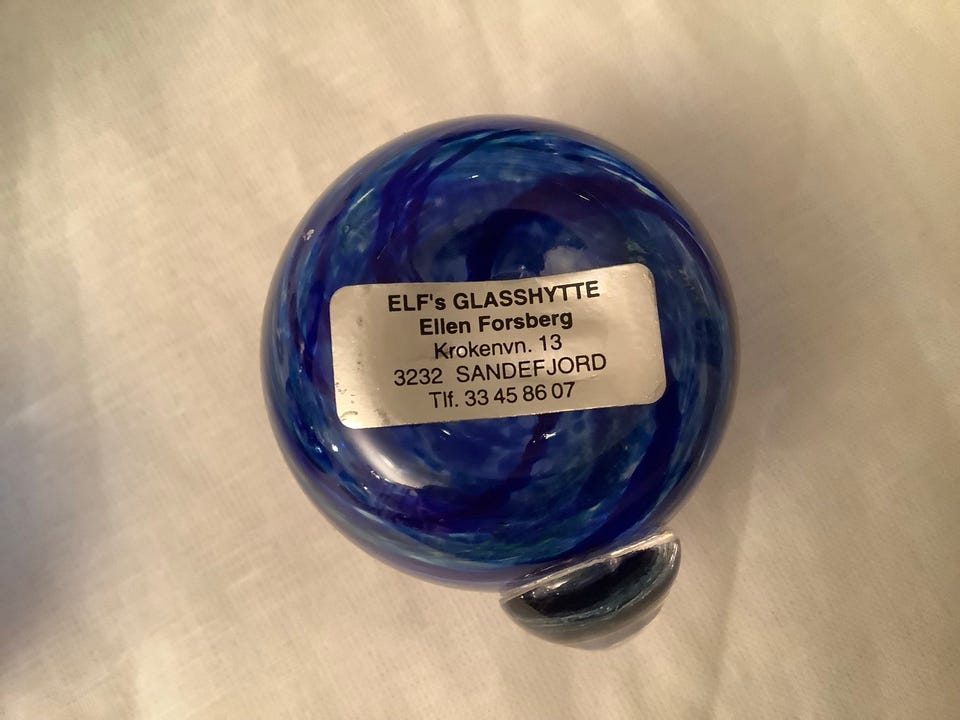 ELF's GLASSHYTTE
Ellen Forsberg
Krokenvn. 13
3232 SANDEFJORD
Tlf. 33 45 86 07